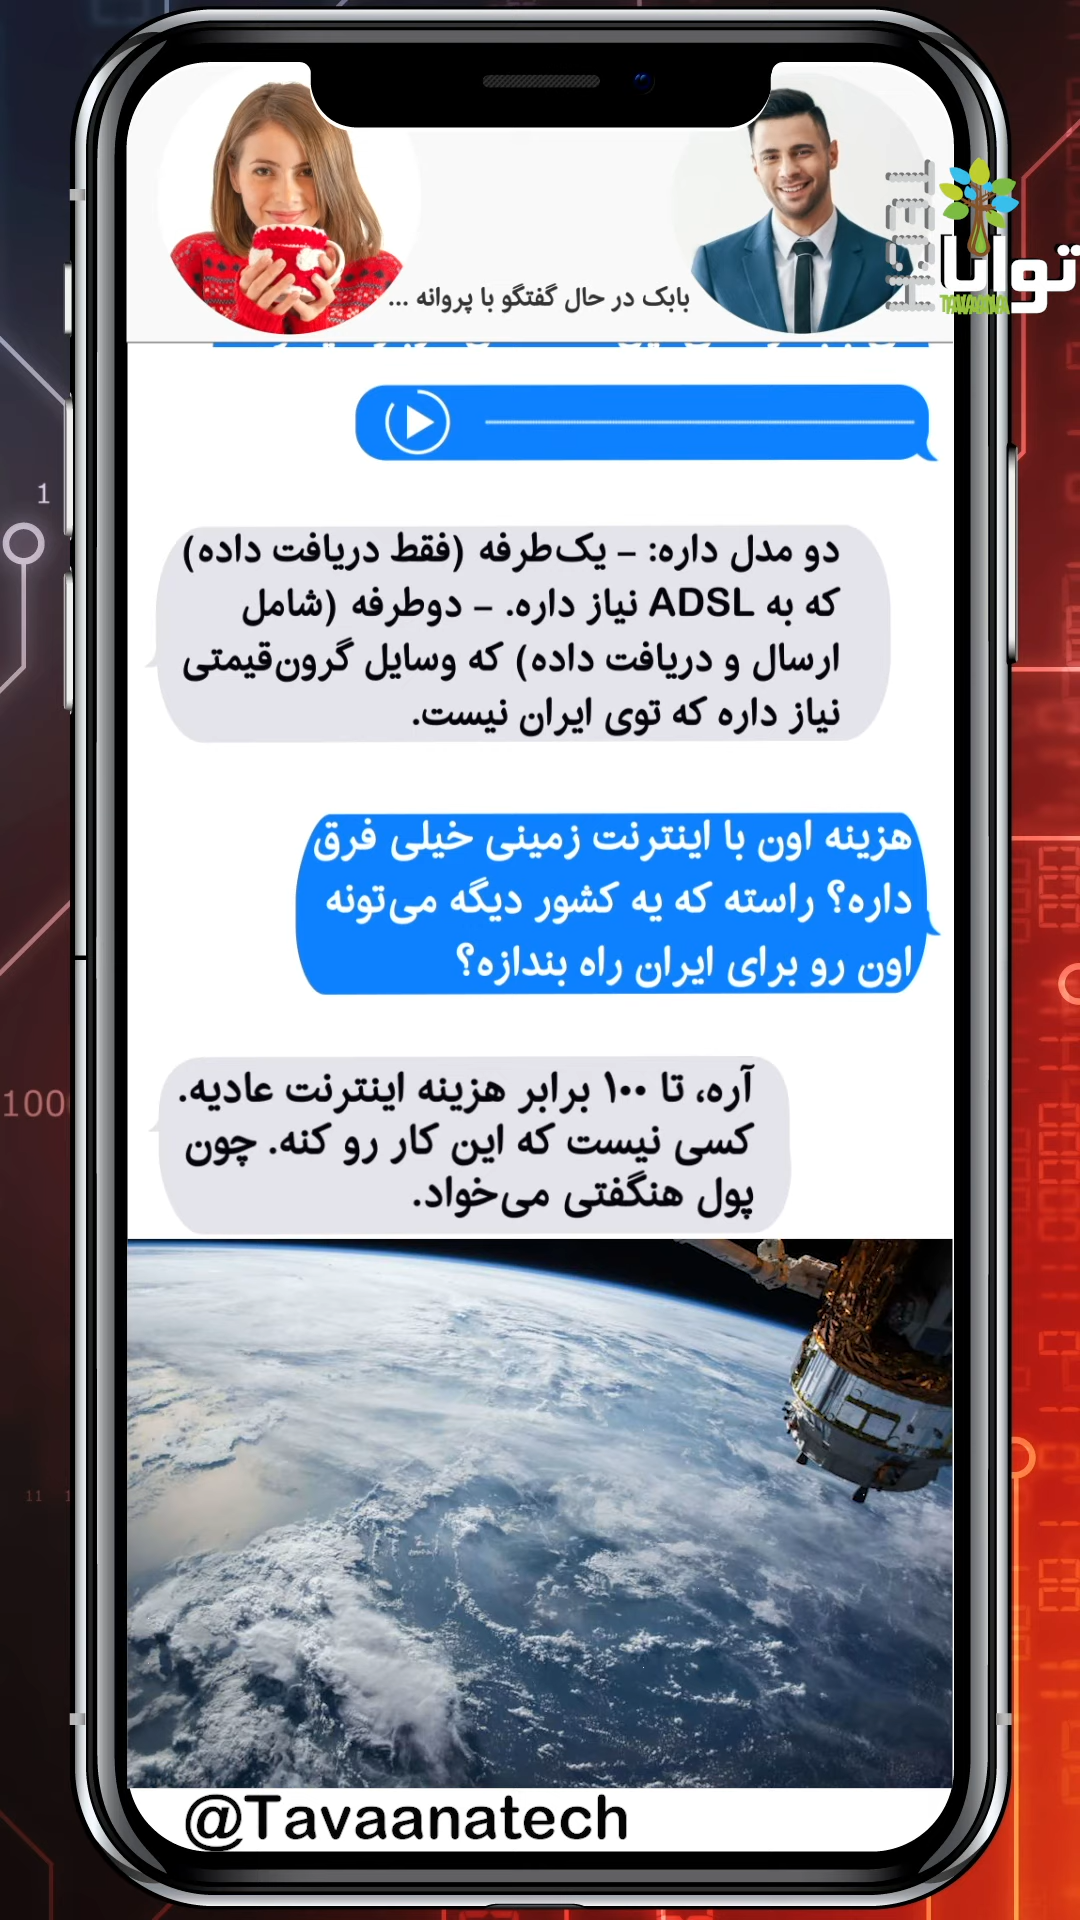 TECH
توانا
TAVAANA
بابک در حال گفتگو با پروانه ...
دو مدل داره: – یک‌طرفه (فقط دریافت داده)
که به ADSL نیاز داره. – دوطرفه (شامل
ارسال و دریافت داده) که وسایل گرون‌قیمتی
نیاز داره که توی ایران نیست.
هزینه اون با اینترنت زمینی خیلی فرق
داره؟ راسته که یه کشور دیگه می‌تونه
اون رو برای ایران راه بندازه؟
آره، تا ۱۰۰ برابر هزینه اینترنت عادیه.
کسی نیست که این کار رو کنه. چون
پول هنگفتی می‌خواد.
@Tavaanatech
1
100
11